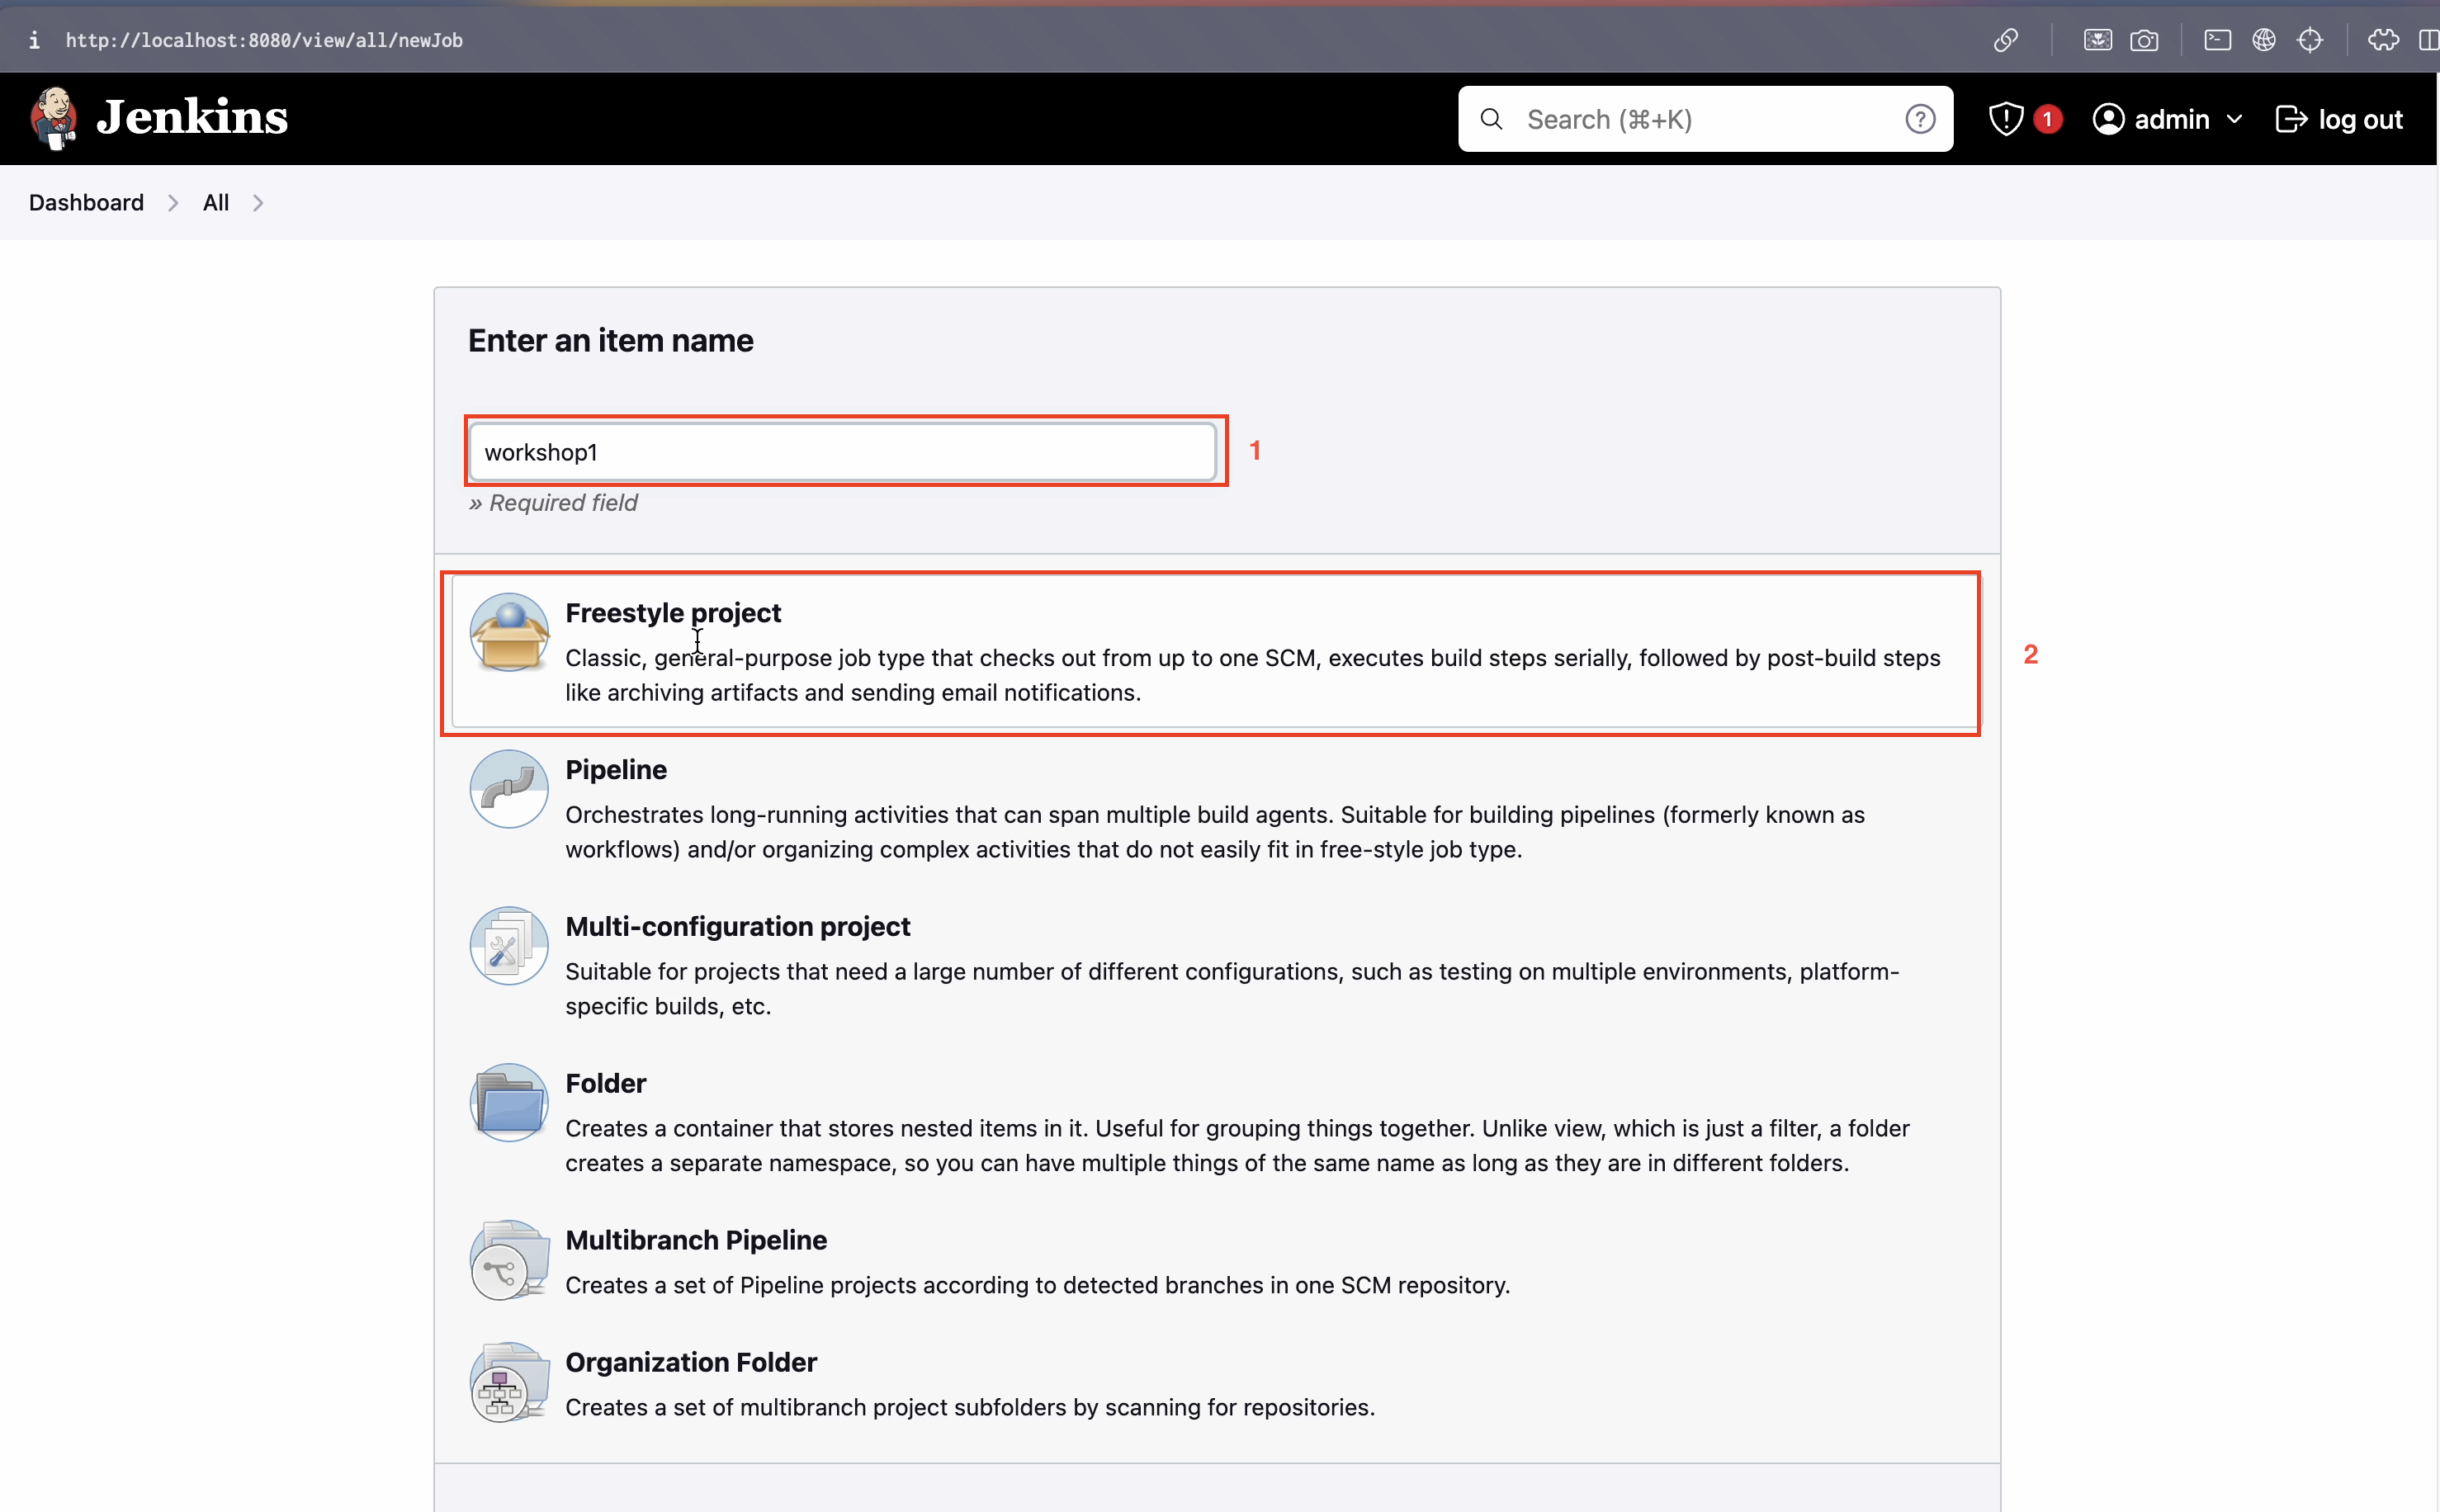 http://localhost:8080/view/all/newJob
Jenkins
Search (⌘+K)
1
admin
log out
Dashboard
All
Enter an item name
workshop1
1
» Required field
Freestyle project
Classic, general-purpose job type that checks out from up to one SCM, executes build steps serially, followed by post-build steps
like archiving artifacts and sending email notifications.
2
Pipeline
Orchestrates long-running activities that can span multiple build agents. Suitable for building pipelines (formerly known as
workflows) and/or organizing complex activities that do not easily fit in free-style job type.
Multi-configuration project
Suitable for projects that need a large number of different configurations, such as testing on multiple environments, platform-
specific builds, etc.
Folder
Creates a container that stores nested items in it. Useful for grouping things together. Unlike view, which is just a filter, a folder
creates a separate namespace, so you can have multiple things of the same name as long as they are in different folders.
Multibranch Pipeline
Creates a set of Pipeline projects according to detected branches in one SCM repository.
Organization Folder
Creates a set of multibranch project subfolders by scanning for repositories.